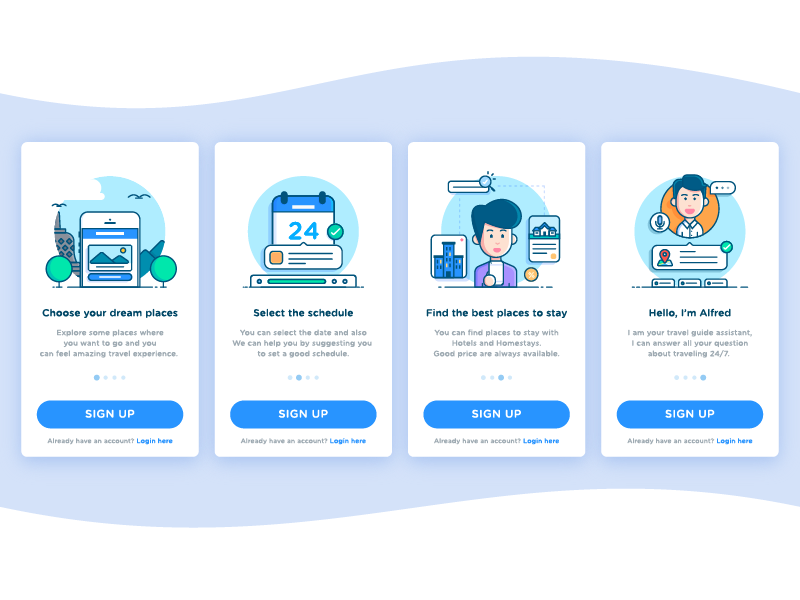 Choose your dream places
Explore some places where
you want to go and you
can feel amazing travel experience.
SIGN UP
Already have an account? Login here
24
Select the schedule
You can select the date and also
We can help you by suggesting you
to set a good schedule.
SIGN UP
Already have an account? Login here
Find the best places to stay
You can find places to stay with
Hotels and Homestays.
Good price are always available.
SIGN UP
Already have an account? Login here
Hello, I'm Alfred
I am your travel guide assistant,
I can answer all your question
about traveling 24/7.
SIGN UP
Already have an account? Login here